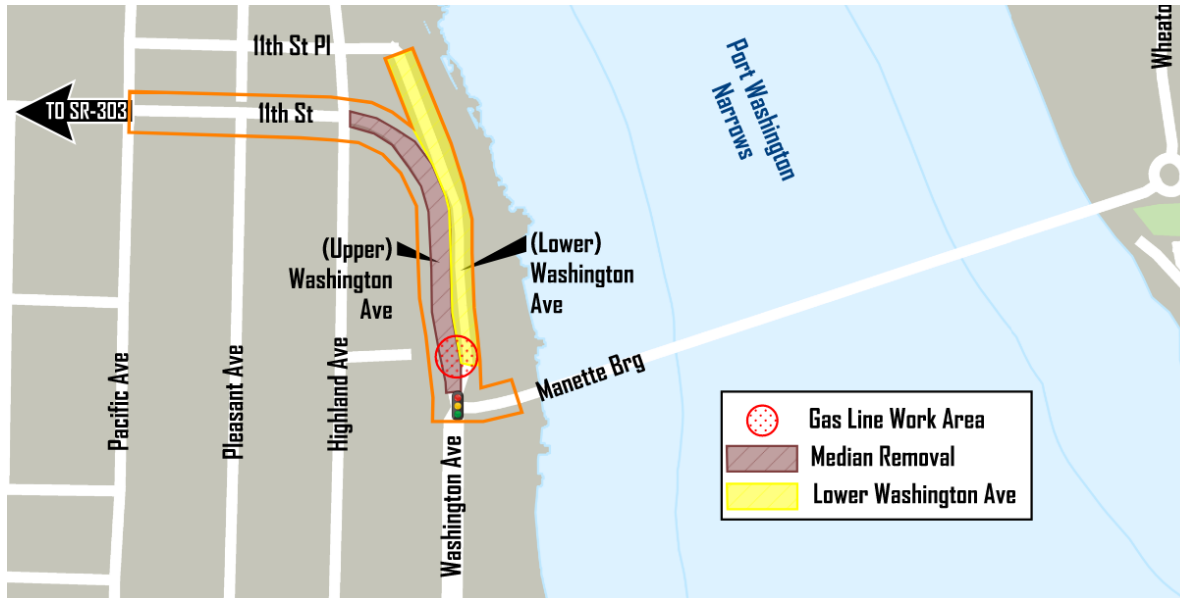 11th St Pl
TO SR-303
11th St
Port Washington
Narrows
Wheato
(Upper)
Washington
Ave
(Lower)
Washington
Ave
Pacific Ave
Pleasant Ave
Highland Ave
Washington Ave
Manette Brg
Gas Line Work Area
Median Removal
Lower Washington Ave